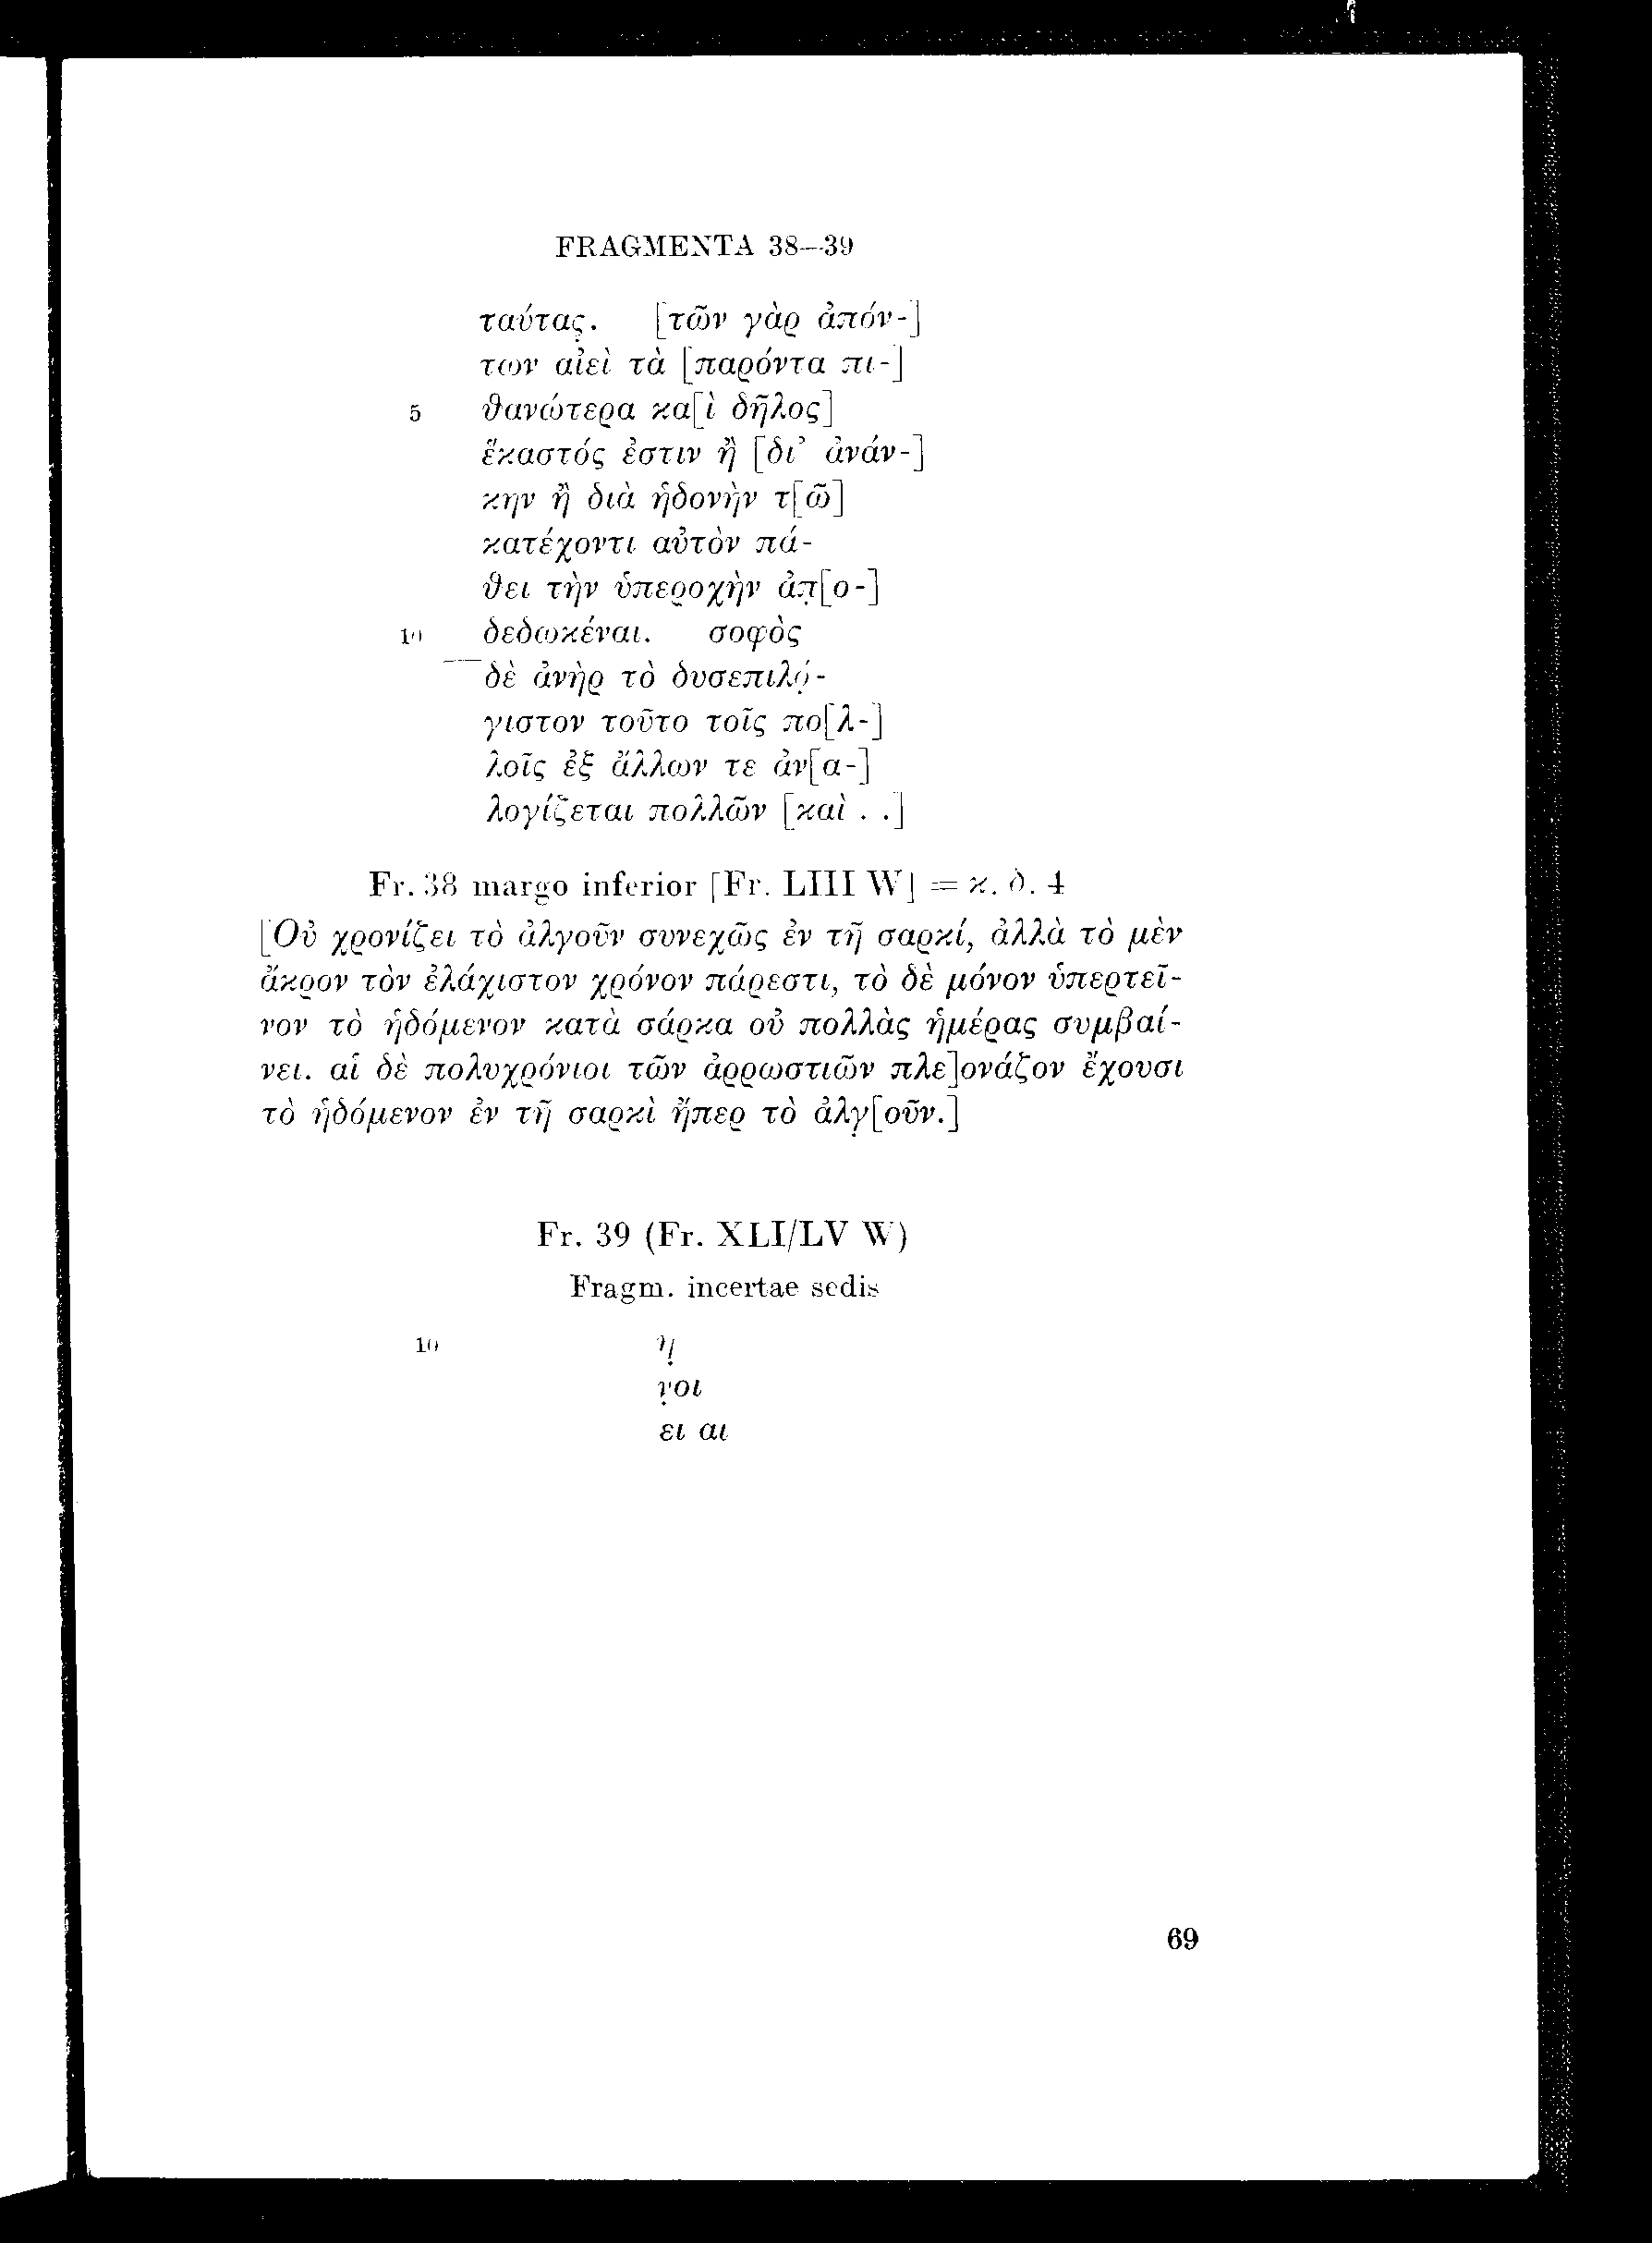 FRAGMENTA 38–39
ταύτας̣. [τῶν γὰρ ἀπόν-]
των αἰεὶ τὰ [παρόντα πι-]
5 θανώτερα κα[ὶ δῆλος]
ἕκαστός ἐστιν ἢ [δι’ ἀνάν-]
κην ἢ διὰ ἡδονὴν τ[ῶ]
κατέχοντι αὐτὸν πά-
θει τὴν ὑπεροχὴν ἀπ̣[ο-]
10 δεδωκέναι. σοφὸς
δὲ ἀνὴρ τὸ δυσεπιλό̣-
γιστον τοῦτο τοῖς πο[λ-]
λοῖς ἐξ ἄλλων τε ἀν[α-]
λογίζεται πολλῶν [καὶ . .]
Fr. 38 margo inferior [Fr. LIII W] = κ. δ. 4
[Οὐ χρονίζει τὸ ἀλγοῦν συνεχῶς ἐν τῇ σαρκί, ἀλλὰ τὸ μὲν
ἄκρον τὸν ἐλάχιστον χρόνον πάρεστι, τὸ δὲ μόνον ὑπερτεῖ-
νον τὸ ἡδόμενον κατὰ σάρκα οὐ πολλὰς ἡμέρας συμβαί-
νει. αἱ δὲ πολυχρόνιοι τῶν ἀρρωστιῶν πλε]ονάζον ἔχουσι
τὸ ἡδόμενον ἐν τῇ σαρκὶ ἤπερ τὸ ἀλγ̣[οῦν.]
Fr. 39 (Fr. XLI/LV W)
Fragm. incertae sedis
10 η̣
ν̣οι
ει αι
69